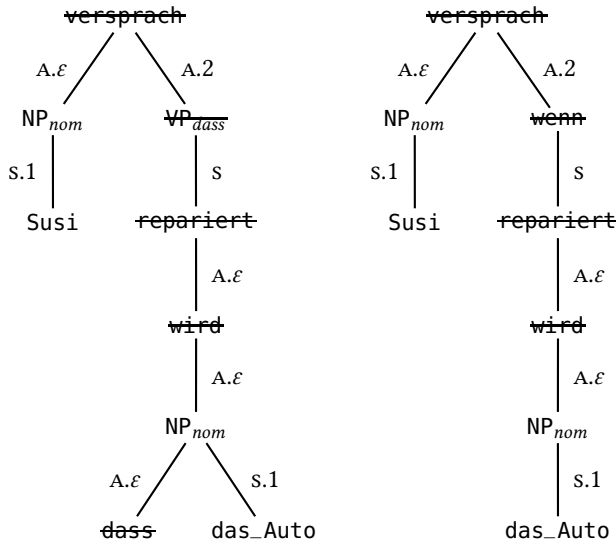 versprach versprach
A.ε A.2 A.ε A.2
NP_nom VP_dass NP_nom wenn
s.1 s s.1 s
Susi repariert Susi repariert
A.ε A.ε
wird wird
A.ε A.ε
NP_nom NP_nom
A.ε s.1 s.1
dass das_Auto das_Auto